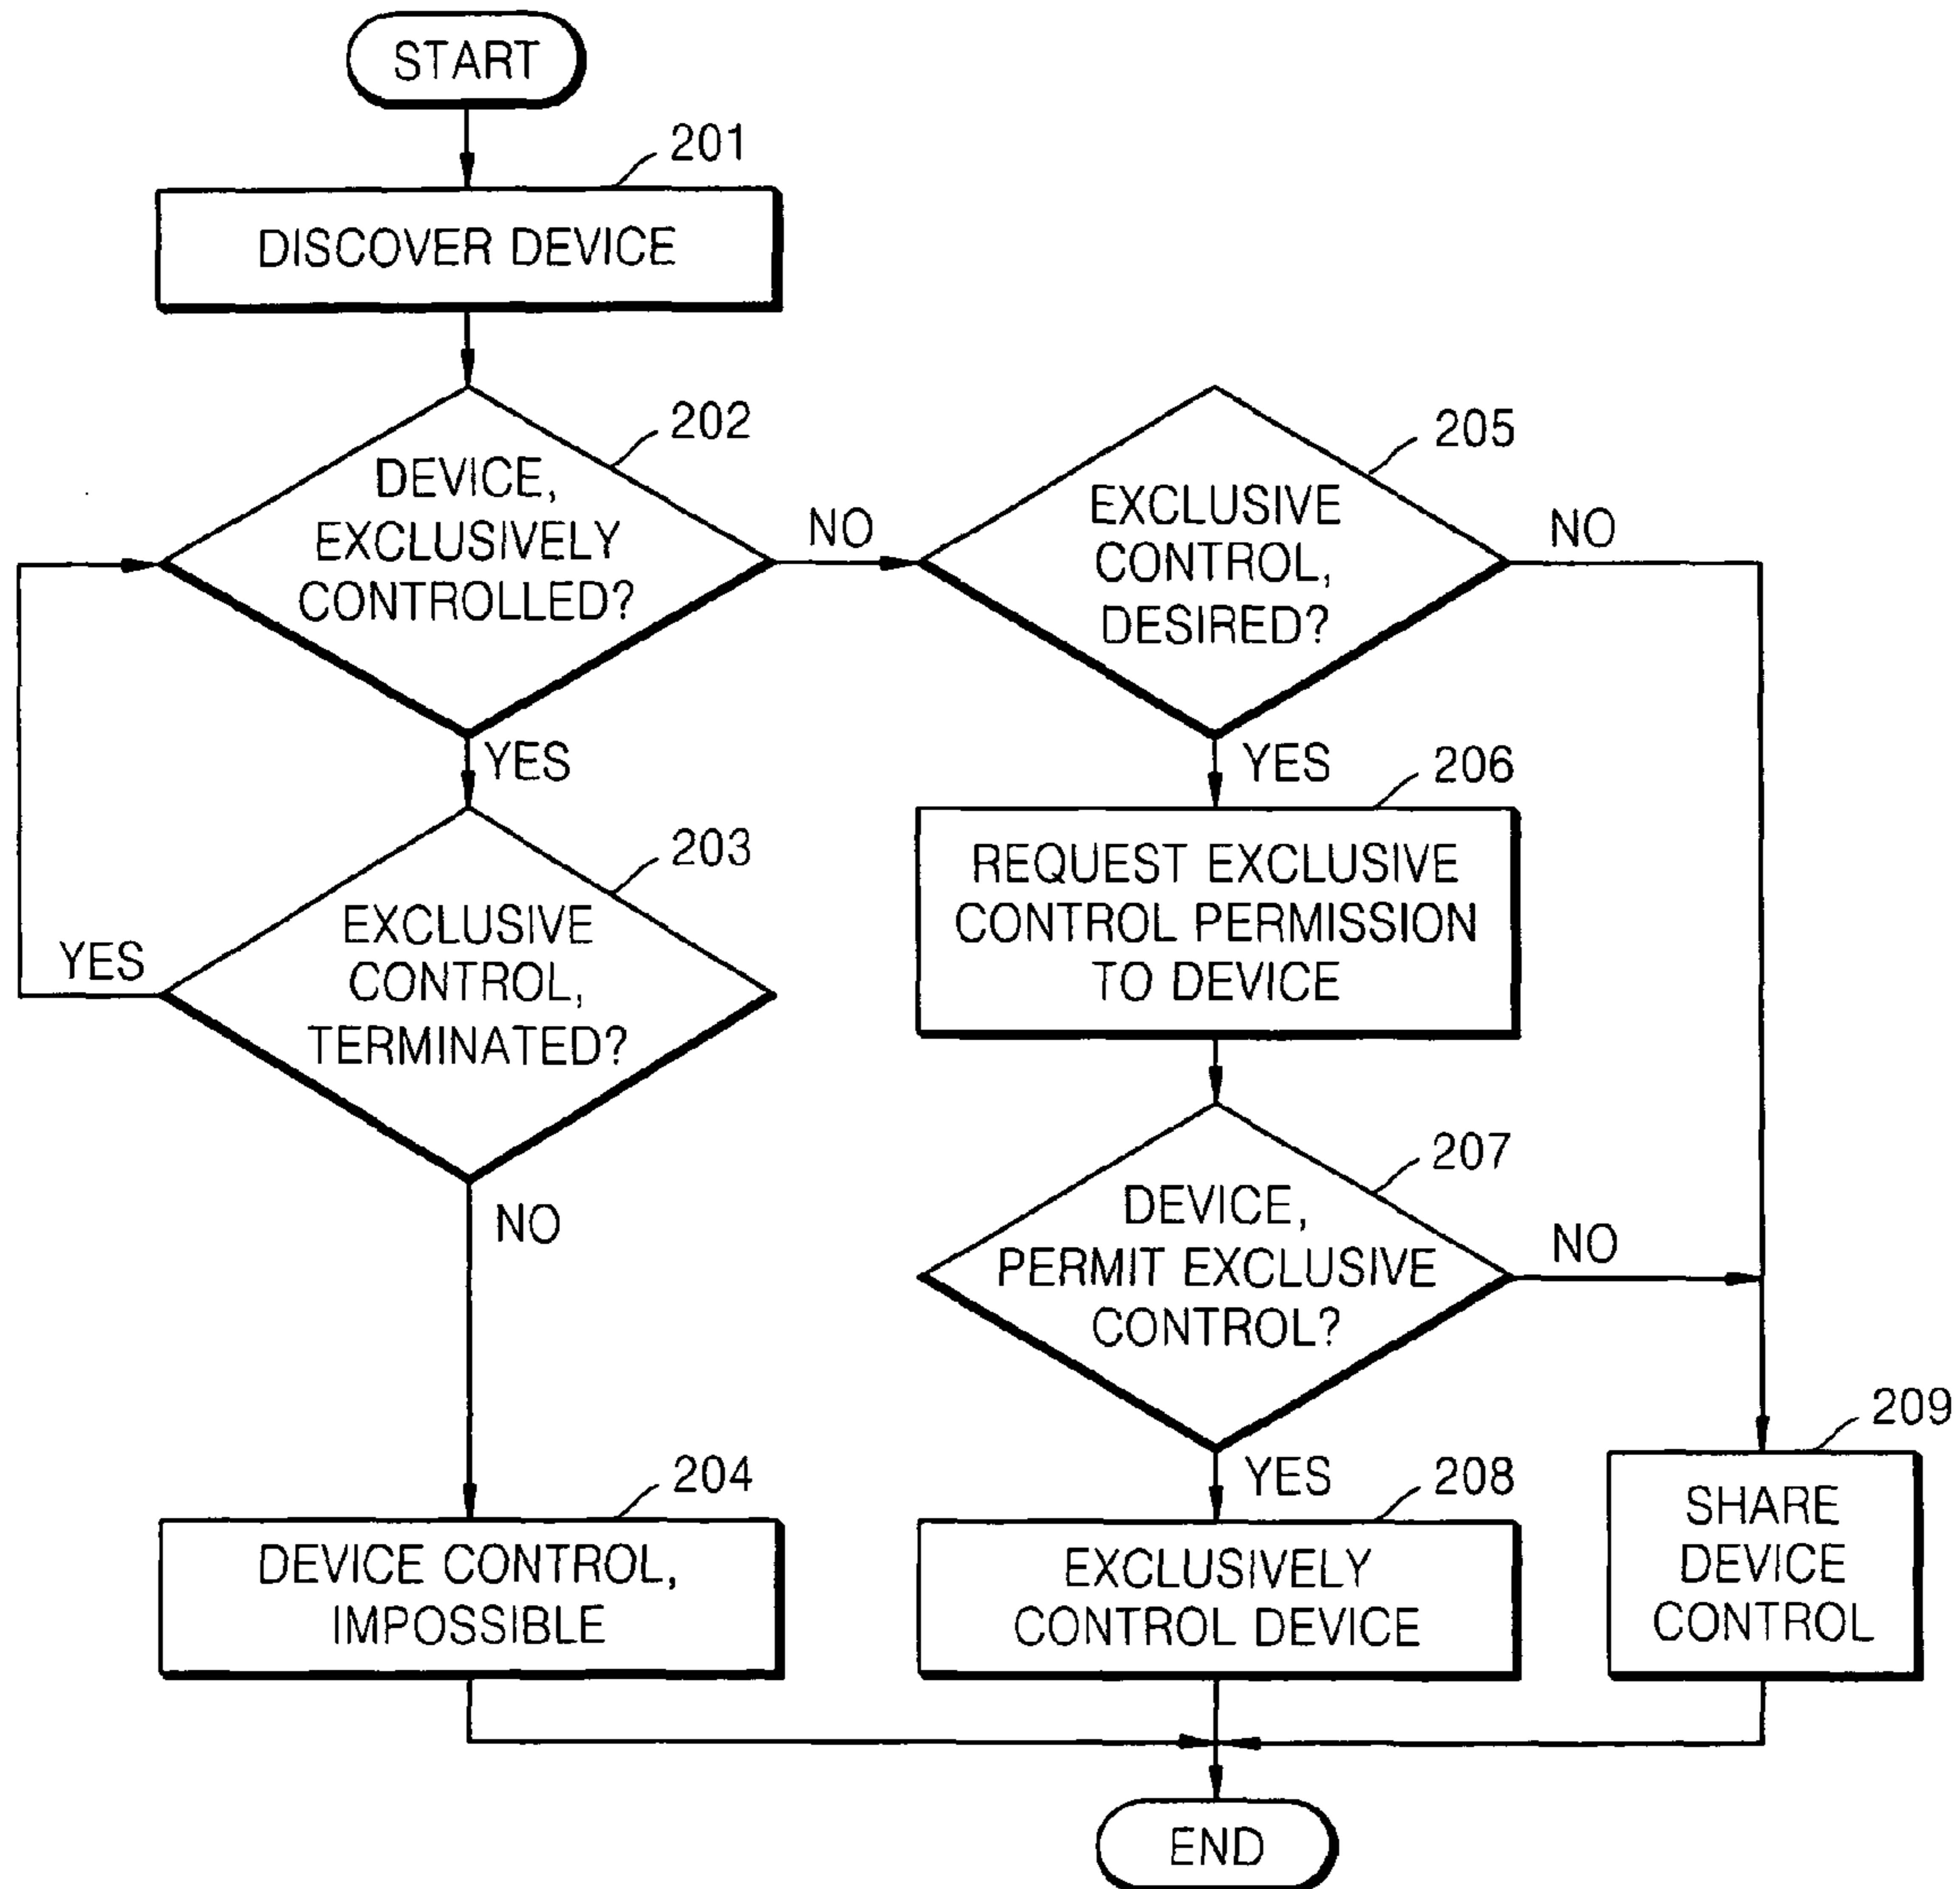 START
201
DISCOVER DEVICE
202
DEVICE,
EXCLUSIVELY
CONTROLLED?
NO
YES
203
EXCLUSIVE
CONTROL,
TERMINATED?
YES
NO
204
DEVICE CONTROL,
IMPOSSIBLE
205
EXCLUSIVE
CONTROL,
DESIRED?
NO
YES
206
REQUEST EXCLUSIVE
CONTROL PERMISSION
TO DEVICE
207
DEVICE,
PERMIT EXCLUSIVE
CONTROL?
NO
YES
208
EXCLUSIVELY
CONTROL DEVICE
209
SHARE
DEVICE
CONTROL
END